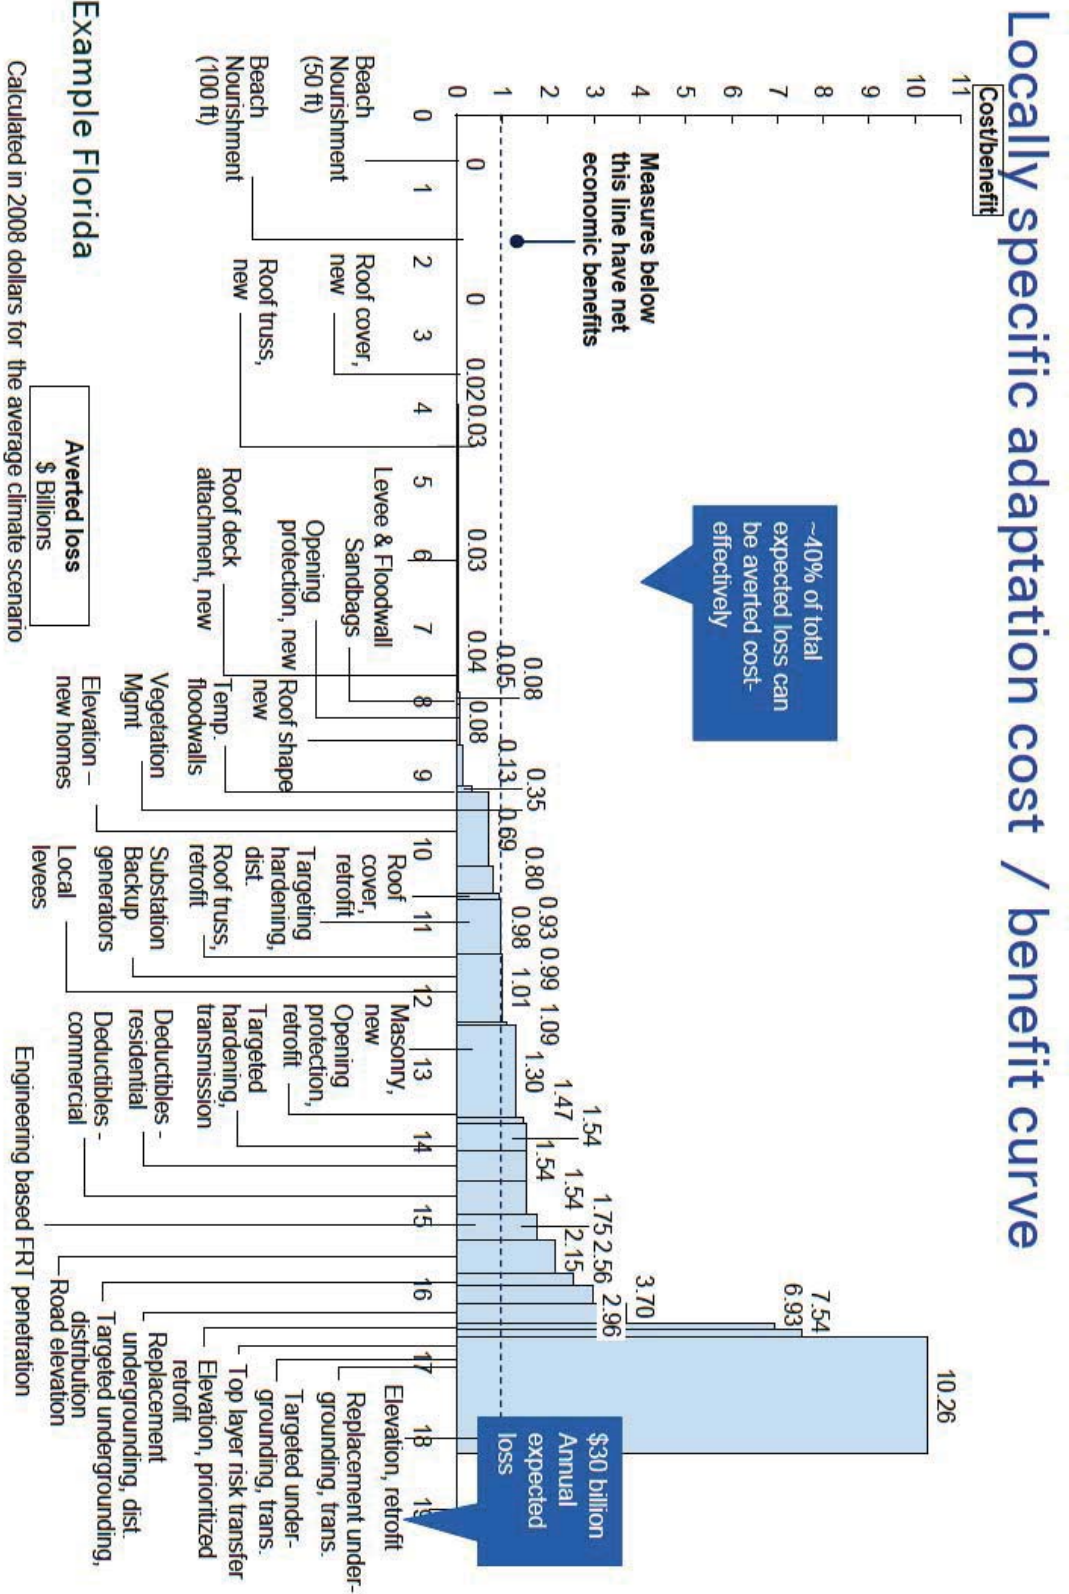 Locally specific adaptation cost / benefit curve
Cost/benefit
11
10
9
8
7
6
5
4
3
2
1
0
Measures below
this line have net
economic benefits
~40% of total
expected loss can
be averted cost-
effectively
$30 billion
Annual
expected
loss
0
0
0.02
0.03
0.03
0.04
0.05
0.08
0.08
0.13
0.35
0.69
0.80
0.93
0.98
0.99
1.01
1.09
1.30
1.47
1.54
1.54
1.54
1.75
2.15
2.56
2.96
3.70
6.93
7.54
10.26
0
1
2
3
4
5
6
7
8
9
10
11
12
13
14
15
16
17
18
19
Beach
Nourishment
(50 ft)
Beach
Nourishment
(100 ft)
Roof cover,
new
Roof truss,
new
Levee & Floodwall
Sandbags
Opening
protection, new
Roof deck
attachment, new
Roof shape
new
Temp.
floodwalls
Vegetation
Mgmt
Elevation –
new homes
Roof
cover,
retrofit
Targeting
hardening,
dist.
Roof truss,
retrofit
Substation
Backup
generators
Local
levees
Masonry,
new
Opening
protection,
retrofit
Targeted
hardening,
transmission
Deductibles -
residential
Deductibles -
commercial
Engineering based FRT penetration
Road elevation
Targeted undergrounding,
distribution
Replacement
undergrounding, dist.
Elevation, prioritized
retrofit
Top layer risk transfer
Targeted under-
grounding, trans.
Replacement under-
grounding, trans.
Elevation, retrofit
Example Florida
Averted loss
$ Billions
Calculated in 2008 dollars for the average climate scenario